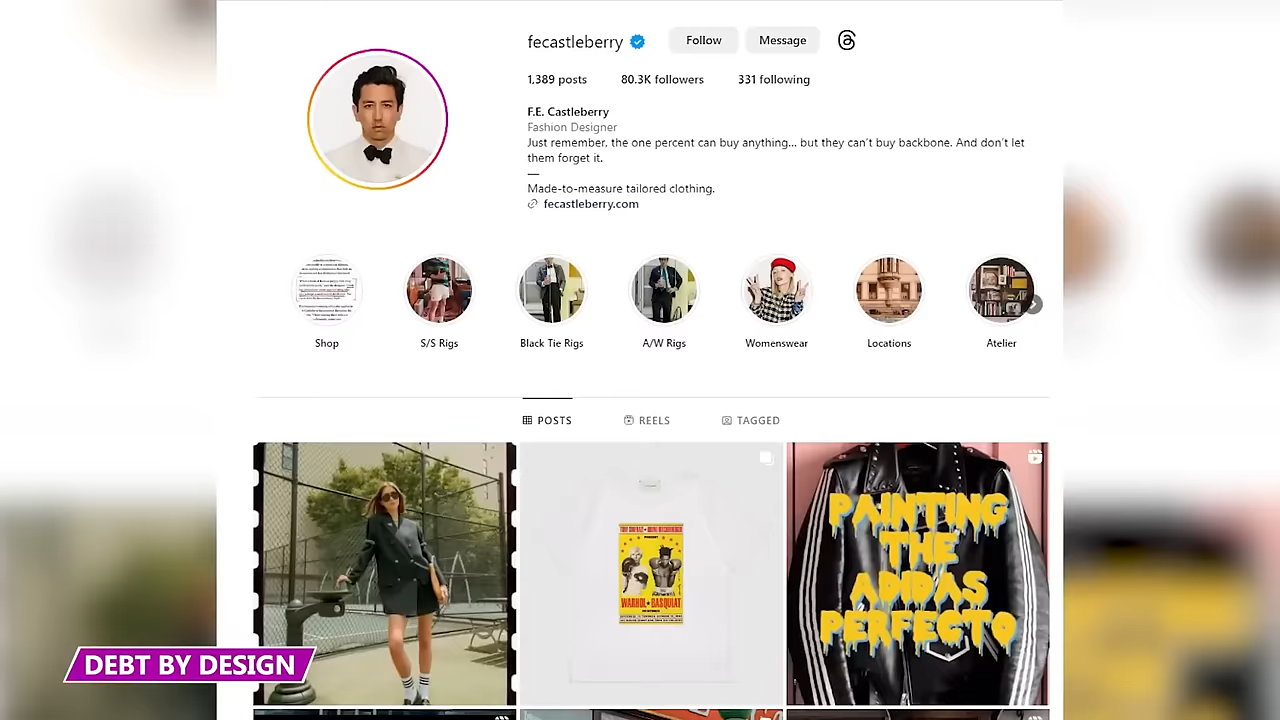 fecastleberry
Follow
Message
1,389 posts
80.3K followers
331 following
F.E. Castleberry
Fashion Designer
Just remember, the one percent can buy anything... but they can't buy backbone. And don't let
them forget it.
—
Made-to-measure tailored clothing.
fecastleberry.com
Shop
S/S Rigs
Black Tie Rigs
A/W Rigs
Womenswear
Locations
Atelier
POSTS
REELS
TAGGED
WARHOL BASQUIAT
PAINTING
THE
ADIDAS
PERFECTO
DEBT BY DESIGN